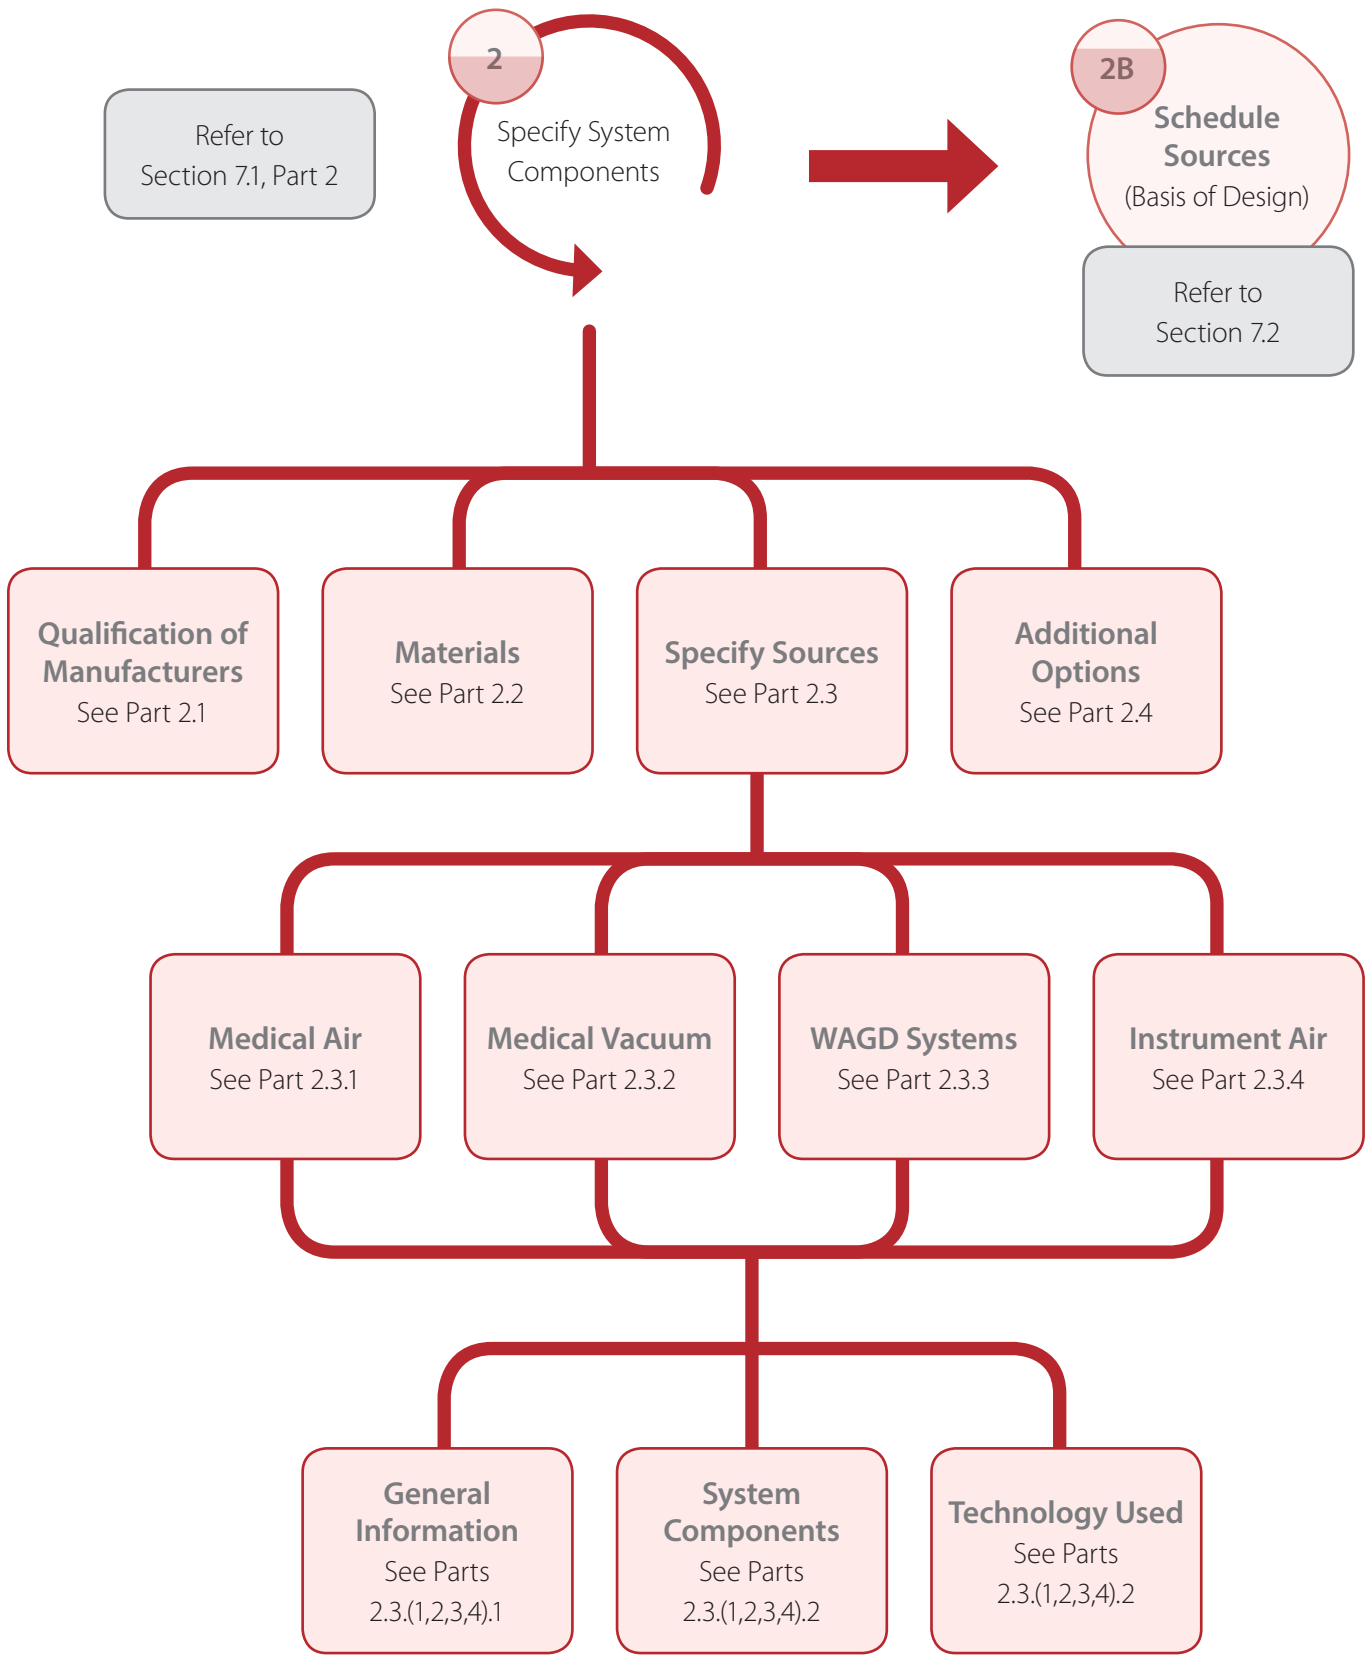 2
Specify System
Components
Refer to
Section 7.1, Part 2
2B
Schedule
Sources
(Basis of Design)
Refer to
Section 7.2
Qualification of
Manufacturers
See Part 2.1
Materials
See Part 2.2
Specify Sources
See Part 2.3
Additional
Options
See Part 2.4
Medical Air
See Part 2.3.1
Medical Vacuum
See Part 2.3.2
WAGD Systems
See Part 2.3.3
Instrument Air
See Part 2.3.4
General
Information
See Parts
2.3.(1,2,3,4).1
System
Components
See Parts
2.3.(1,2,3,4).2
Technology Used
See Parts
2.3.(1,2,3,4).2